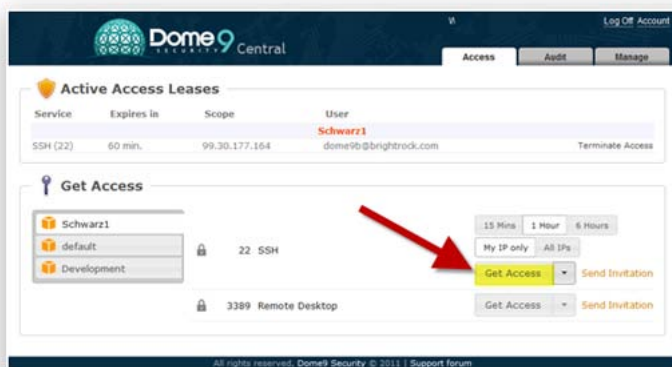 Dome9 Central
SECURITY
Log Off Account
Access Audit Manage
Active Access Leases
Service Expires in Scope User
Schwarz1
SSH (22) 60 min. 99.30.177.164 dome9b@brightrock.com Terminate Access
Get Access
Schwarz1
default
Development
15 Mins 1 Hour 6 Hours
22 SSH
My IP only All IPs
Get Access Send Invitation
3389 Remote Desktop Get Access Send Invitation
All rights reserved, Dome9 Security © 2011 | Support forum